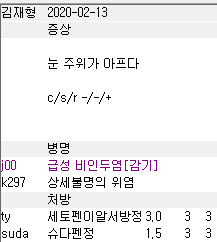 김재형 2020-02-13
증상
눈 주위가 아프다
c/s/r -/-/+
병명
j00 급성 비인두염[감기]
k297 상세불명의 위염
처방
ty 세토펜이알서방정 3,0 3 3
suda 슈다펜정 1,5 3 3